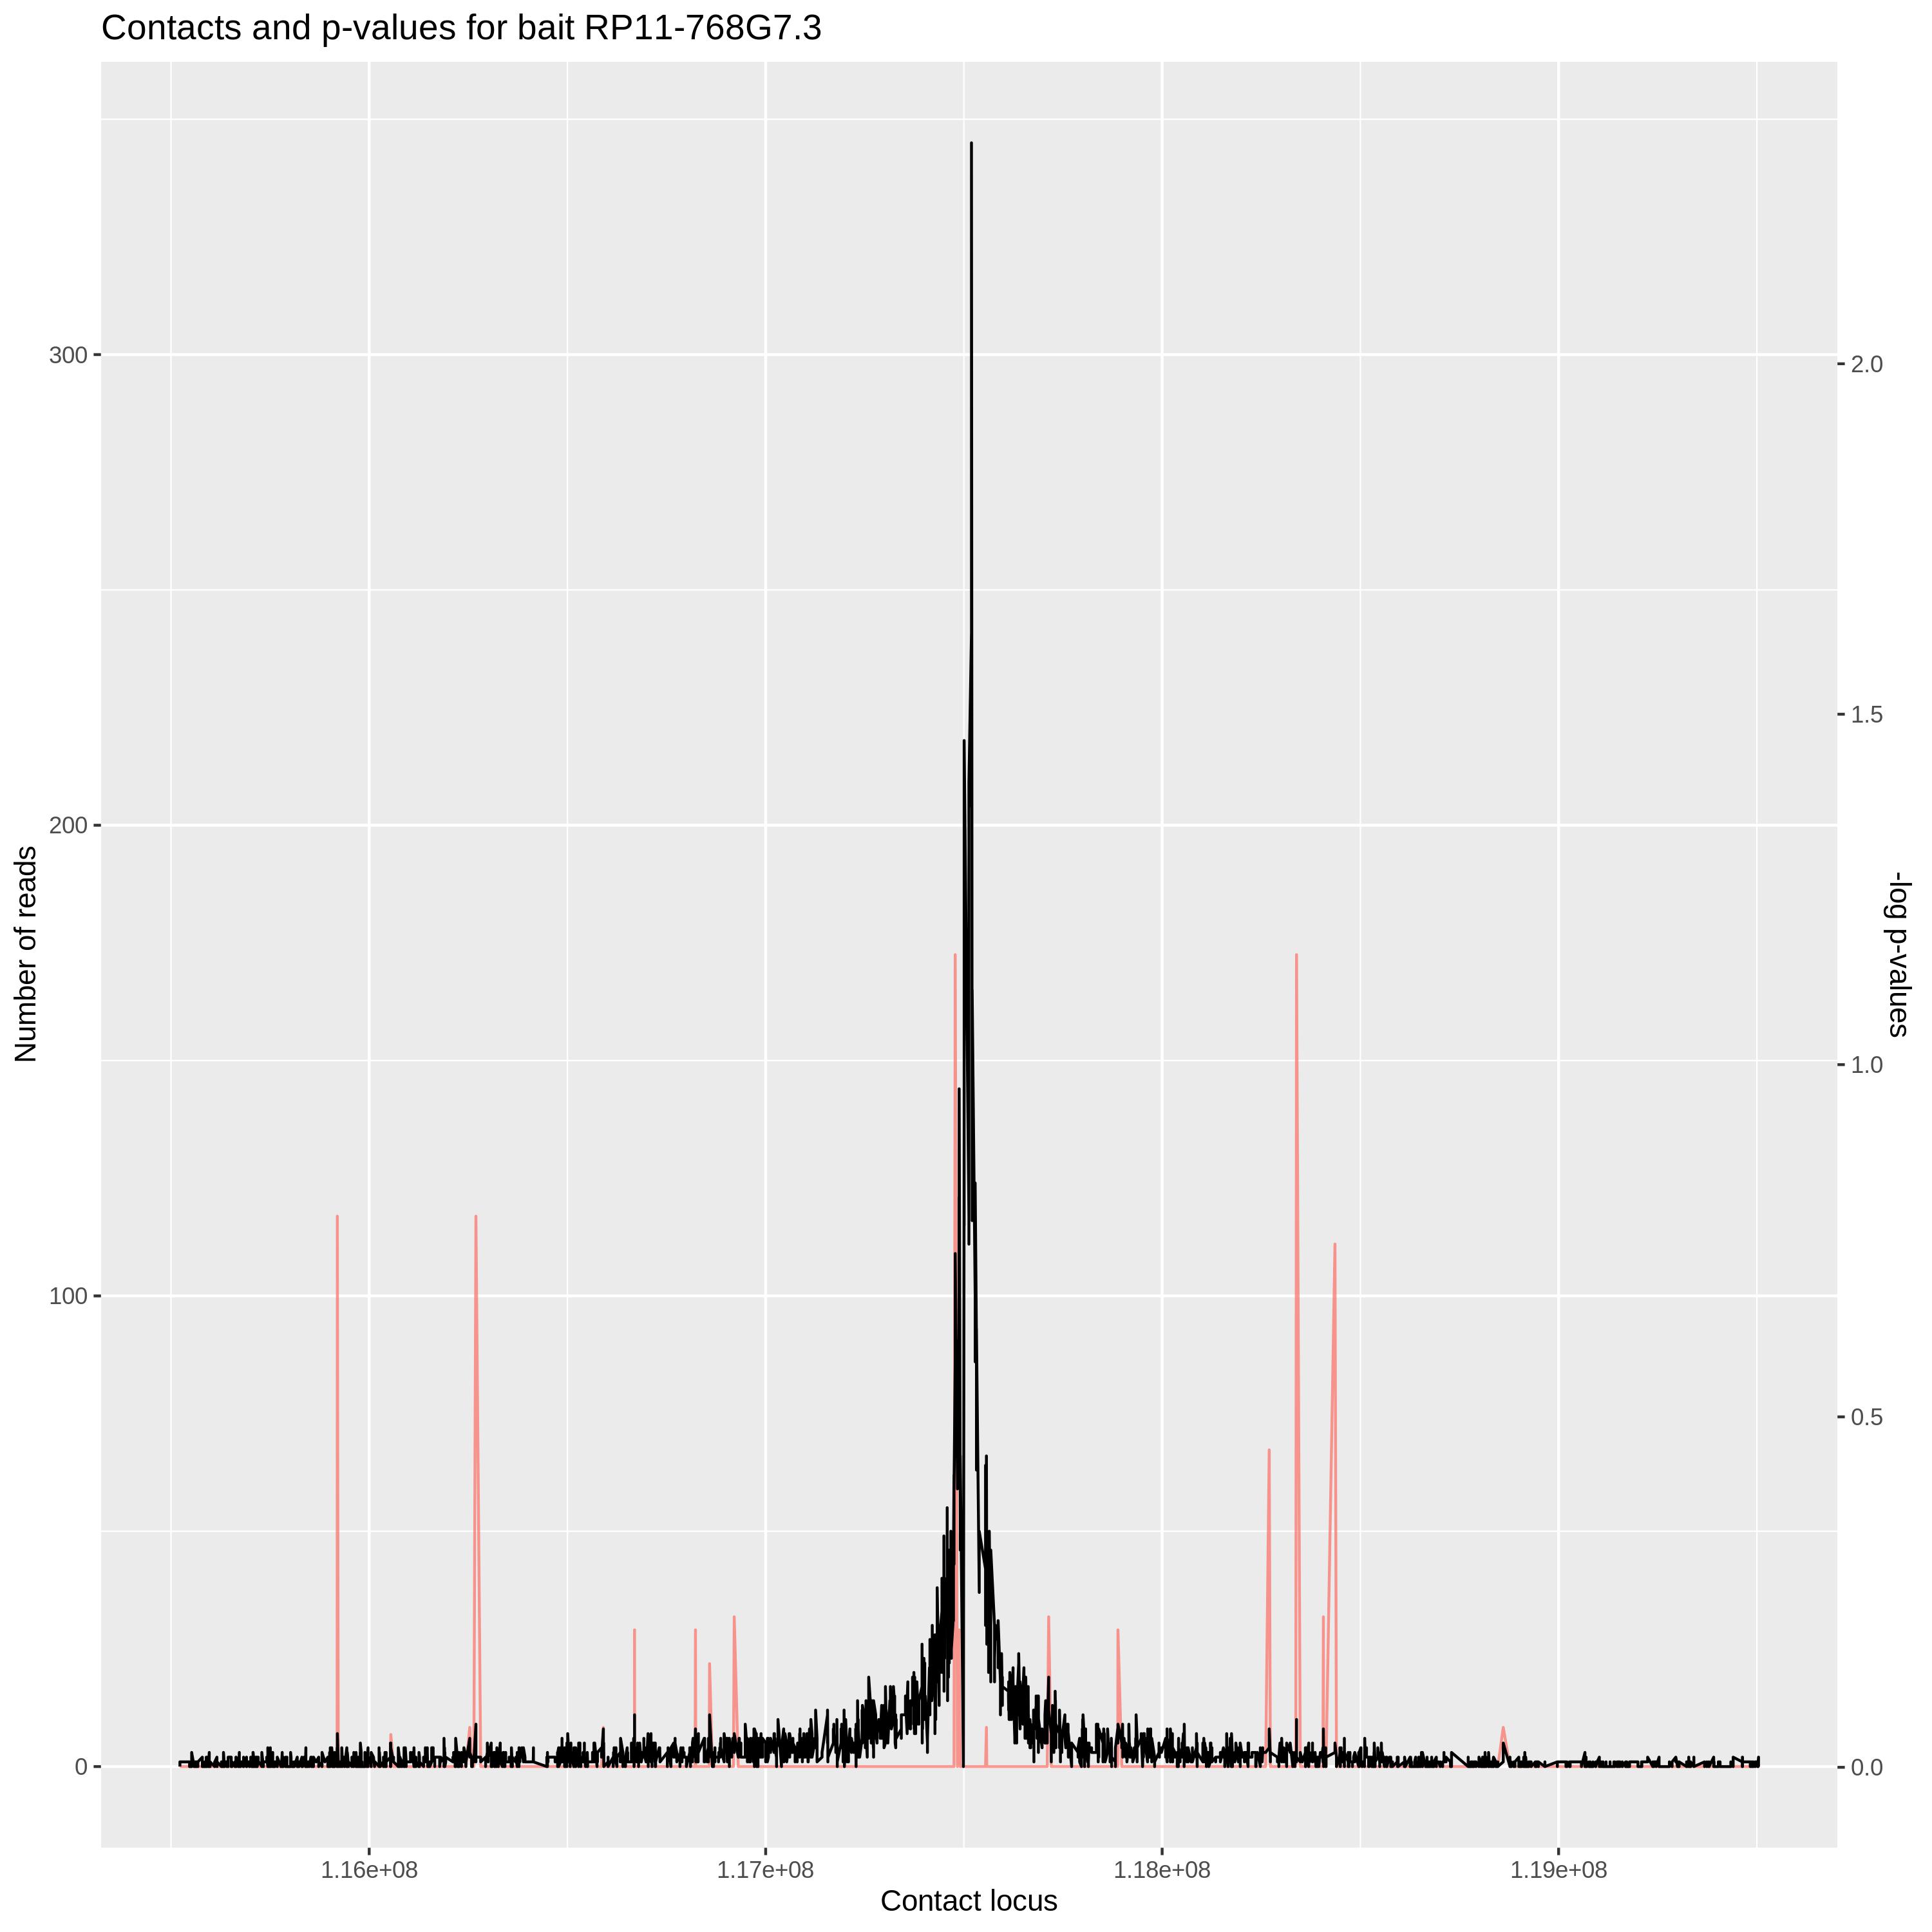 Contacts and p-values for bait RP11-768G7.3
300
200
100
0
Number of reads
2.0
1.5
1.0
0.5
0.0
-log p-values
1.16e+08
1.17e+08
1.18e+08
1.19e+08
Contact locus